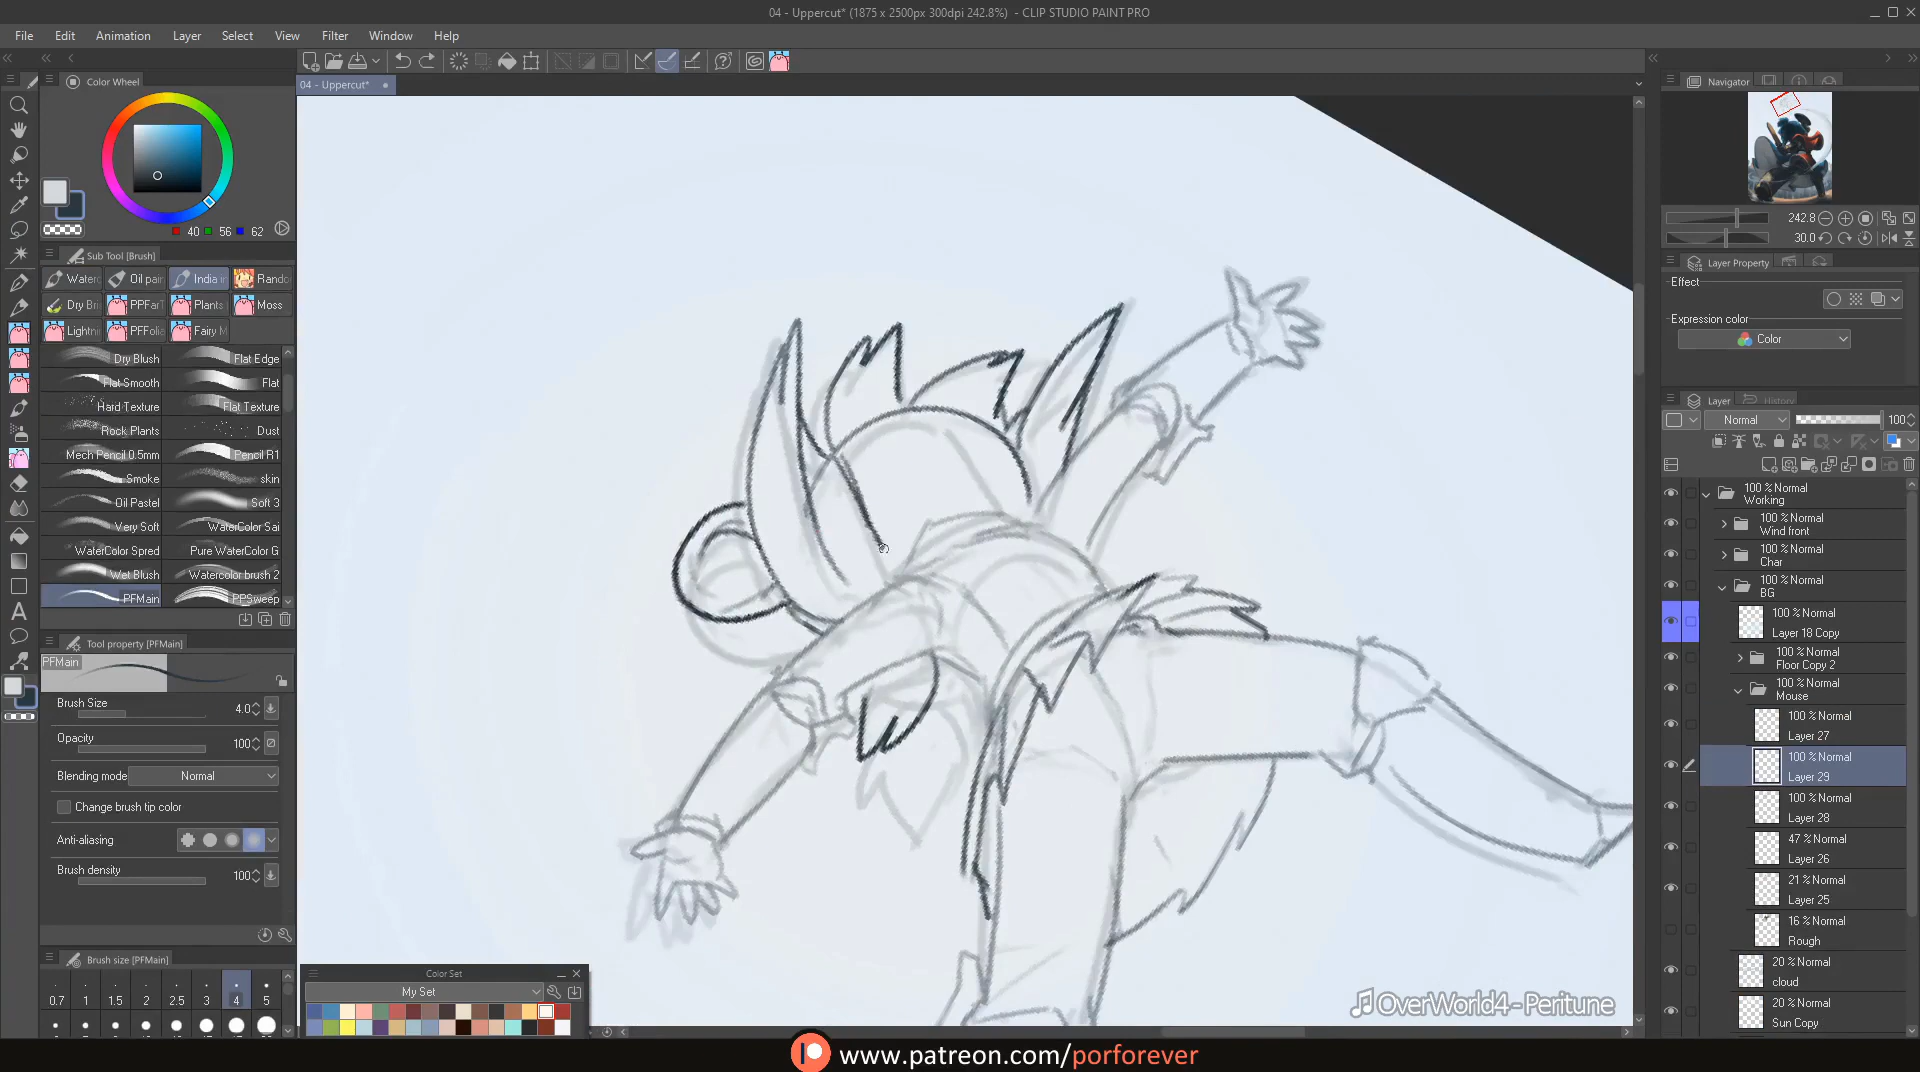 04 - Uppercut* (1875 x 2500px 300dpi 242.8%) - CLIP STUDIO PAINT PRO
File Edit Animation Layer Select View Filter Window Help
04 - Uppercut*
Color Wheel
40 56 62
Sub Tool [Brush]
Waterc Oil pain India i Rando
Dry Br PPFarT Plants Moss
Lightni PFFolia Fairy M
Dry Blush Flat Edge
Flat Smooth Flat
Hard Texture Flat Texture
Rock Plants Dust
Mech Pencil 0.5mm Pencil R1
Smoke skin
Oil Pastel Soft 3
Very Soft WaterColor Sai
WaterColor Spred Pure WaterColor G
Wet Blush Watercolor brush 2
PFMain PPSweep
Tool property [PFMain]
PFMain
Brush Size 4.0
Opacity 100
Blending mode Normal
Change brush tip color
Anti-aliasing
Brush density 100
Brush size [PFMain]
0.7 1 1.5 2 2.5 3 4 5
Color Set
My Set
Navigator
242.8
30.0
Layer Property
Effect
Expression color
Color
Layer History
Normal 100
100 % Normal
Working
100 % Normal
Wind front
100 % Normal
Char
100 % Normal
BG
100 % Normal
Layer 18 Copy
100 % Normal
Floor Copy 2
100 % Normal
Mouse
100 % Normal
Layer 27
100 % Normal
Layer 29
100 % Normal
Layer 28
47 % Normal
Layer 26
21 % Normal
Layer 25
16 % Normal
Rough
20 % Normal
cloud
20 % Normal
Sun Copy
OverWorld4 - Peritune
www.patreon.com/porforever